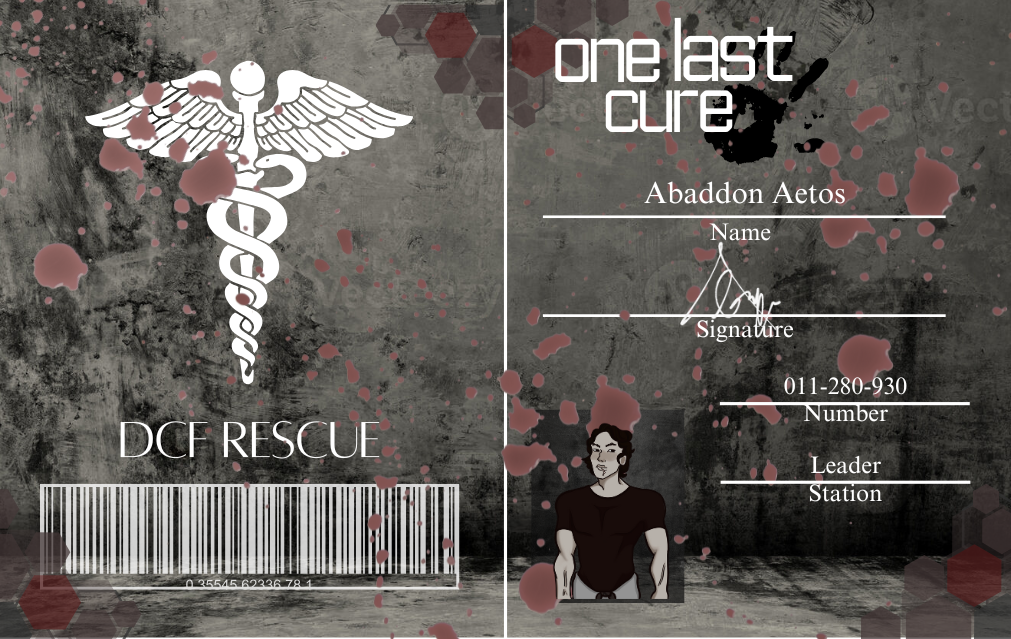 DCF RESCUE
0 35545 62336 78 1
one last
cure
Abaddon Aetos
Name
Signature
011-280-930
Number
Leader
Station